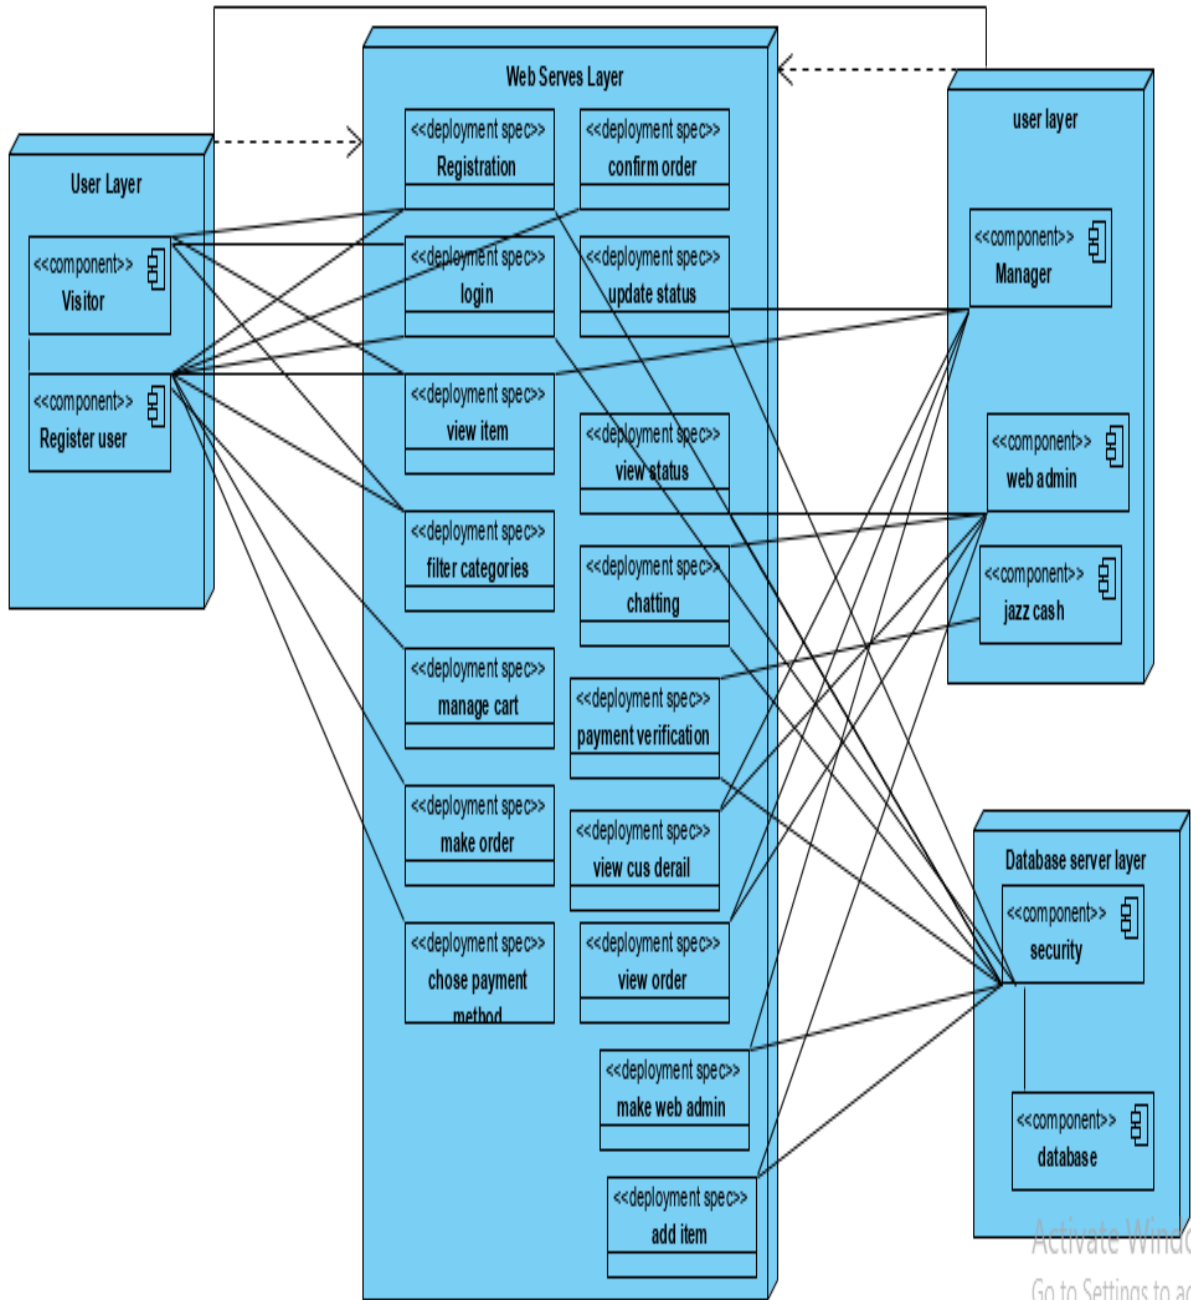 User Layer
<<component>>
Visitor
<<component>>
Register user
Web Serves Layer
<<deployment spec>>
Registration
<<deployment spec>>
confirm order
<<deployment spec>>
login
<<deployment spec>>
update status
<<deployment spec>>
view item
<<deployment spec>>
view status
<<deployment spec>>
filter categories
<<deployment spec>>
chatting
<<deployment spec>>
manage cart
<<deployment spec>>
payment verification
<<deployment spec>>
make order
<<deployment spec>>
view cus derail
<<deployment spec>>
chose payment
method
<<deployment spec>>
view order
<<deployment spec>>
make web admin
<<deployment spec>>
add item
user layer
<<component>>
Manager
<<component>>
web admin
<<component>>
jazz cash
Database server layer
<<component>>
security
<<component>>
database
Activate Windo
Go to Settings to ac